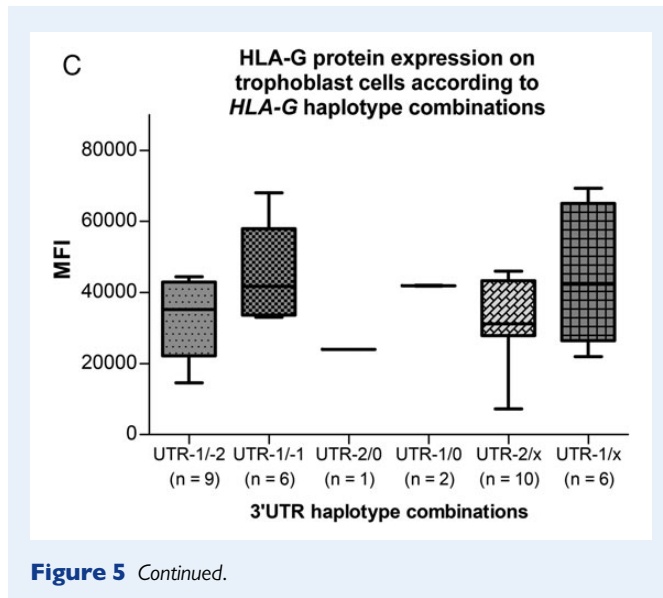 C
HLA-G protein expression on
trophoblast cells according to
HLA-G haplotype combinations
80000
60000
40000
20000
0
MFI
UTR-1/-2 UTR-1/-1 UTR-2/0 UTR-1/0 UTR-2/x UTR-1/x
(n = 9) (n = 6) (n = 1) (n = 2) (n = 10) (n = 6)
3'UTR haplotype combinations
Figure 5 Continued.